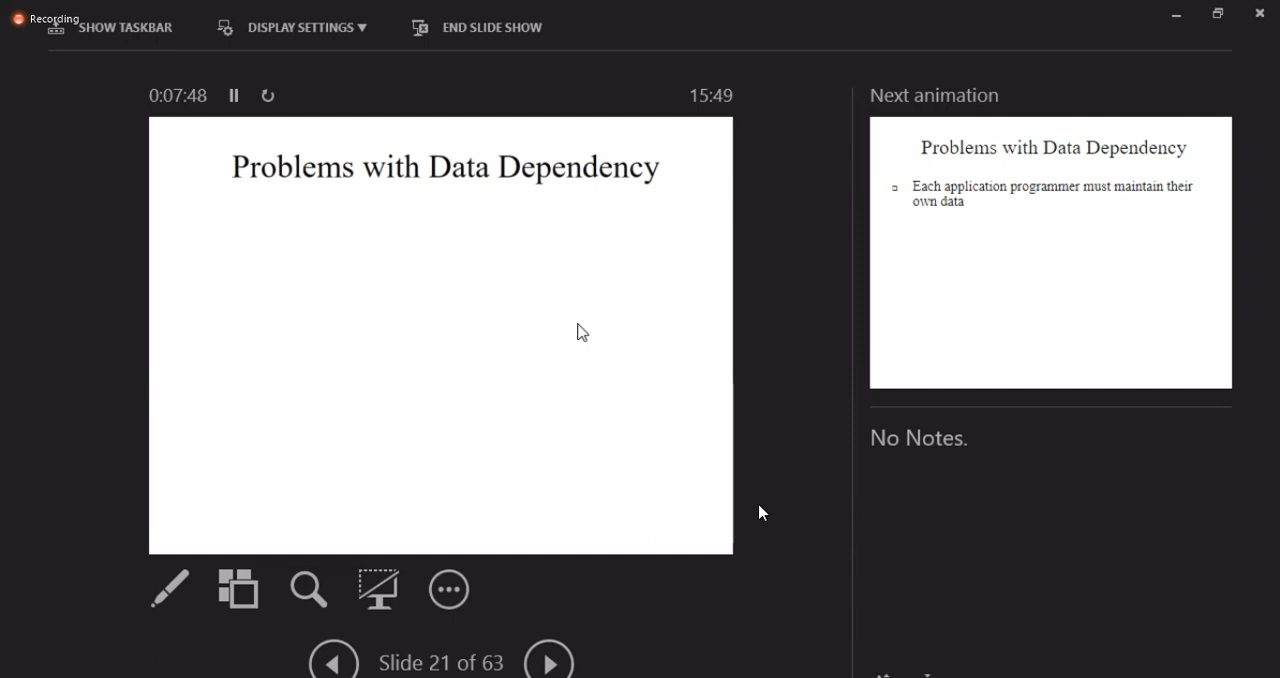 Recording
SHOW TASKBAR
DISPLAY SETTINGS ▼
END SLIDE SHOW
0:07:48
15:49
Problems with Data Dependency
Slide 21 of 63
Next animation
Problems with Data Dependency
Each application programmer must maintain their
own data
No Notes.